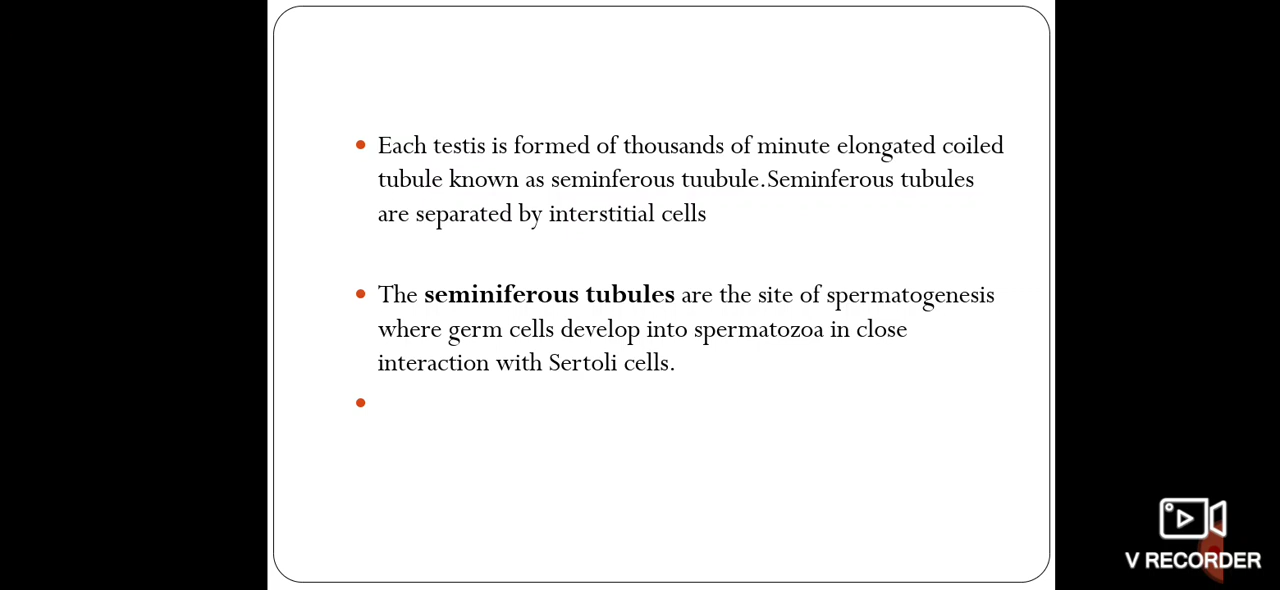 Each testis is formed of thousands of minute elongated coiled
tubule known as seminferous tuubule.Seminferous tubules
are separated by interstitial cells
The seminiferous tubules are the site of spermatogenesis
where germ cells develop into spermatozoa in close
interaction with Sertoli cells.
V RECORDER